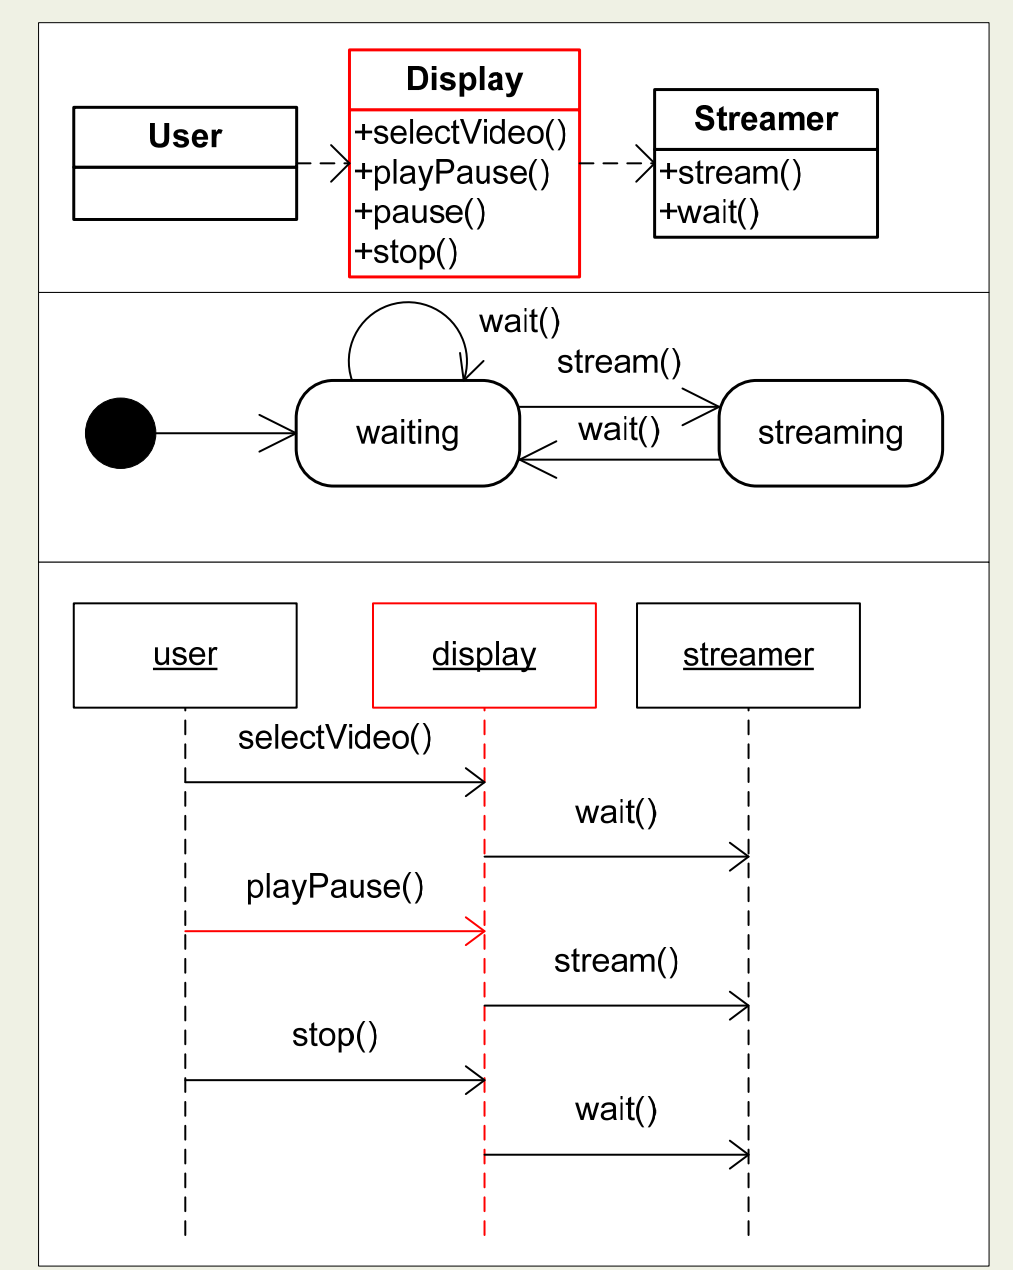 User
Display
+selectVideo()
+playPause()
+pause()
+stop()
Streamer
+stream()
+wait()
wait()
stream()
waiting
wait()
streaming
user
display
streamer
selectVideo()
wait()
playPause()
stream()
stop()
wait()